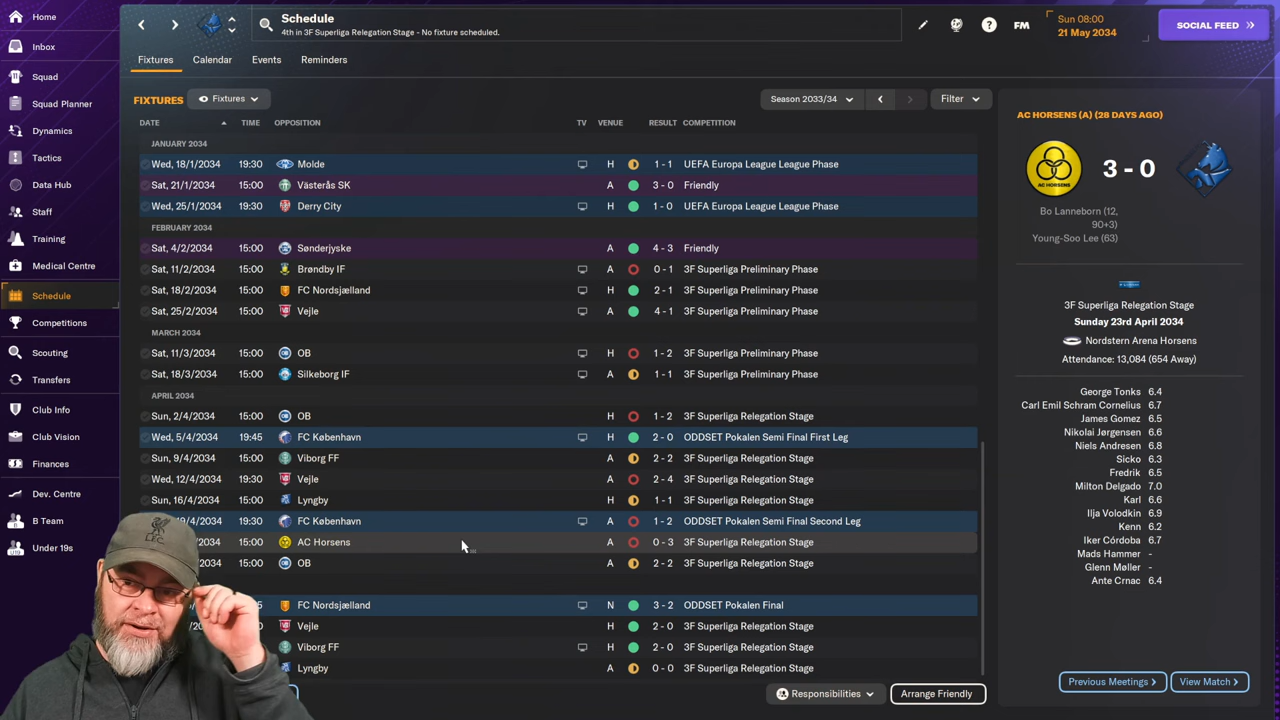 Home
Inbox
Squad
Squad Planner
Dynamics
Tactics
Data Hub
Staff
Training
Medical Centre
Schedule
Competitions
Scouting
Transfers
Club Info
Club Vision
Finances
Dev. Centre
B Team
Under 19s
Schedule
4th in 3F Superliga Relegation Stage - No fixture scheduled.
FM
Sun 08:00
21 May 2034
SOCIAL FEED
Fixtures Calendar Events Reminders
FIXTURES Fixtures Season 2033/34 Filter
DATE TIME OPPOSITION TV VENUE RESULT COMPETITION
JANUARY 2034
Wed, 18/1/2034 19:30 Molde H 1 - 1 UEFA Europa League League Phase
Sat, 21/1/2034 15:00 Västerås SK A 3 - 0 Friendly
Wed, 25/1/2034 19:30 Derry City H 1 - 0 UEFA Europa League League Phase
FEBRUARY 2034
Sat, 4/2/2034 15:00 Sønderjyske A 4 - 3 Friendly
Sat, 11/2/2034 15:00 Brøndby IF A 0 - 1 3F Superliga Preliminary Phase
Sat, 18/2/2034 15:00 FC Nordsjælland H 2 - 1 3F Superliga Preliminary Phase
Sat, 25/2/2034 15:00 Vejle A 4 - 1 3F Superliga Preliminary Phase
MARCH 2034
Sat, 11/3/2034 15:00 OB H 1 - 2 3F Superliga Preliminary Phase
Sat, 18/3/2034 15:00 Silkeborg IF A 1 - 1 3F Superliga Preliminary Phase
APRIL 2034
Sun, 2/4/2034 15:00 OB H 1 - 2 3F Superliga Relegation Stage
Wed, 5/4/2034 19:45 FC København H 2 - 0 ODDSET Pokalen Semi Final First Leg
Sun, 9/4/2034 15:00 Viborg FF A 2 - 2 3F Superliga Relegation Stage
Wed, 12/4/2034 19:30 Vejle A 2 - 4 3F Superliga Relegation Stage
Sun, 16/4/2034 15:00 Lyngby H 1 - 1 3F Superliga Relegation Stage
19/4/2034 19:30 FC København A 1 - 2 ODDSET Pokalen Semi Final Second Leg
/2034 15:00 AC Horsens A 0 - 3 3F Superliga Relegation Stage
/2034 15:00 OB A 2 - 2 3F Superliga Relegation Stage
FC Nordsjælland N 3 - 2 ODDSET Pokalen Final
Vejle H 2 - 0 3F Superliga Relegation Stage
Viborg FF H 2 - 0 3F Superliga Relegation Stage
Lyngby A 0 - 0 3F Superliga Relegation Stage
Responsibilities Arrange Friendly
AC HORSENS (A) (28 DAYS AGO)
AC HORSENS
3 - 0
Bo Lanneborn (12,
90+3)
Young-Soo Lee (63)
3F Superliga Relegation Stage
Sunday 23rd April 2034
Nordstern Arena Horsens
Attendance: 13,084 (654 Away)
George Tonks 6.4
Carl Emil Schram Cornelius 6.7
James Gomez 6.5
Nikolai Jørgensen 6.6
Niels Andresen 6.8
Sicko 6.3
Fredrik 6.5
Milton Delgado 7.0
Karl 6.6
Ilja Volodkin 6.9
Kenn 6.2
Iker Córdoba 6.7
Mads Hammer -
Glenn Møller -
Ante Crnac 6.4
Previous Meetings View Match
L.F.C.